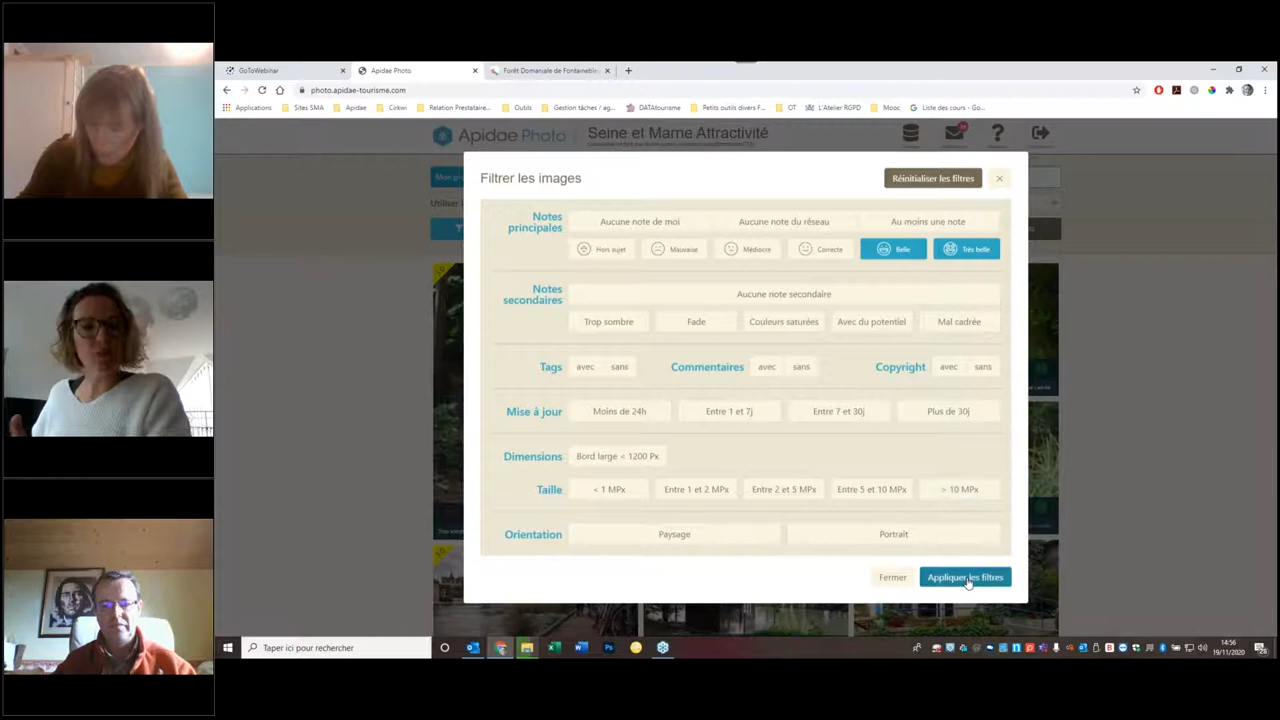 GoToWebinar
Apidae Photo
Forêt Domaniale de Fontaineble
photo.apidae-tourisme.com
Applications
Sites SMA
Apidae
Cirkwi
Relation Prestataire...
Outils
Gestion tâches / ag...
DATAtourisme
Petits outils divers F...
OT
L'Atelier RGPD
Mooc
Liste des cours - Go...
Apidae Photo
Seine et Marne Attractivité
Filtrer les images
Réinitialiser les filtres
Notes principales
Aucune note de moi
Aucune note du réseau
Au moins une note
Hors sujet
Mauvaise
Médiocre
Correcte
Belle
Très belle
Notes secondaires
Aucune note secondaire
Trop sombre
Fade
Couleurs saturées
Avec du potentiel
Mal cadrée
Tags
avec
sans
Commentaires
avec
sans
Copyright
avec
sans
Mise à jour
Moins de 24h
Entre 1 et 7j
Entre 7 et 30j
Plus de 30j
Dimensions
Bord large < 1200 Px
Taille
< 1 MPx
Entre 1 et 2 MPx
Entre 2 et 5 MPx
Entre 5 et 10 MPx
> 10 MPx
Orientation
Paysage
Portrait
Fermer
Appliquer les filtres
Taper ici pour rechercher
14:56
19/11/2020